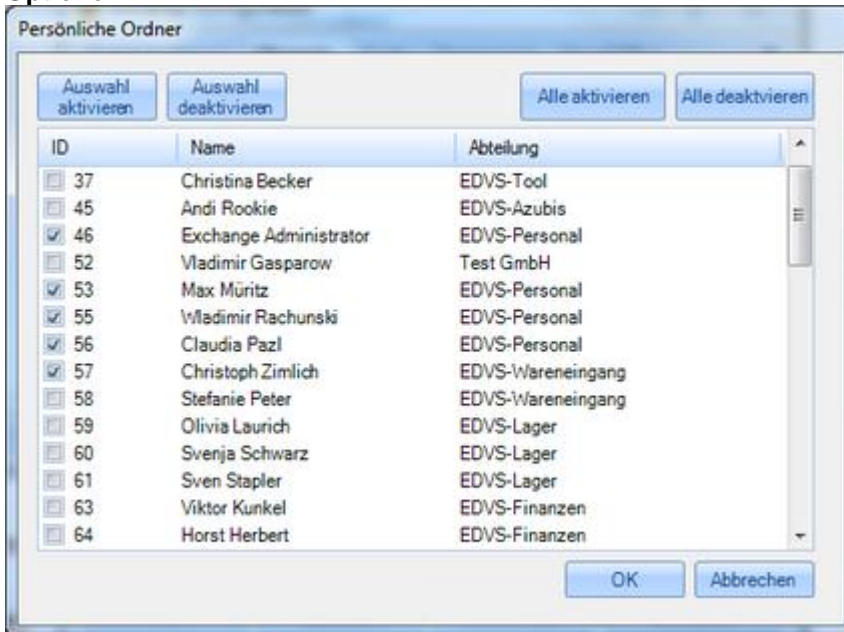 Persönliche Ordner
Auswahl aktivieren
Auswahl deaktivieren
Alle aktivieren
Alle deaktvieren
ID Name Abteilung
37 Christina Becker EDVS-Tool
45 Andi Rookie EDVS-Azubis
46 Exchange Administrator EDVS-Personal
52 Vladimir Gasparow Test GmbH
53 Max Müritz EDVS-Personal
55 Wladimir Rachunski EDVS-Personal
56 Claudia Pazl EDVS-Personal
57 Christoph Zimlich EDVS-Wareneingang
58 Stefanie Peter EDVS-Wareneingang
59 Olivia Laurich EDVS-Lager
60 Svenja Schwarz EDVS-Lager
61 Sven Stapler EDVS-Lager
63 Viktor Kunkel EDVS-Finanzen
64 Horst Herbert EDVS-Finanzen
OK Abbrechen